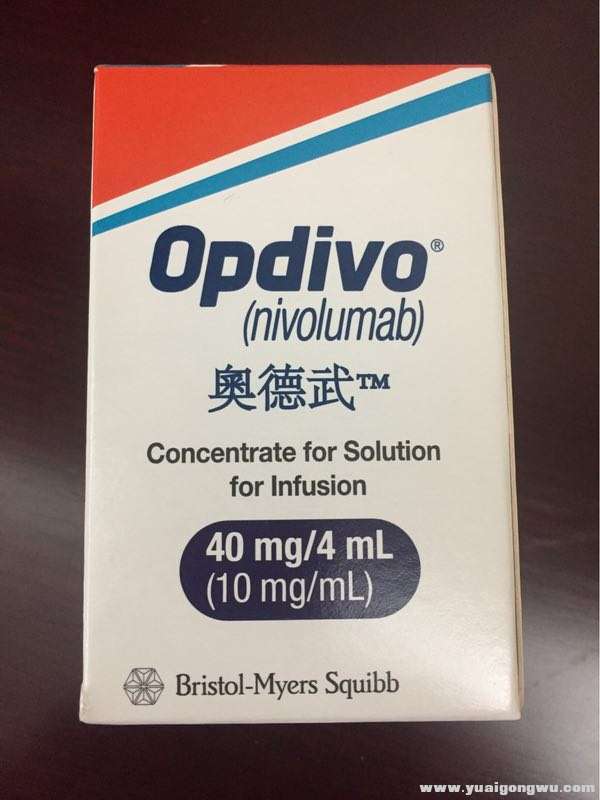 Opdivo®
(nivolumab)
奥德武™
Concentrate for Solution
for Infusion
40 mg/4 mL
(10 mg/mL)
Bristol-Myers Squibb
www.yuaigongwu.com